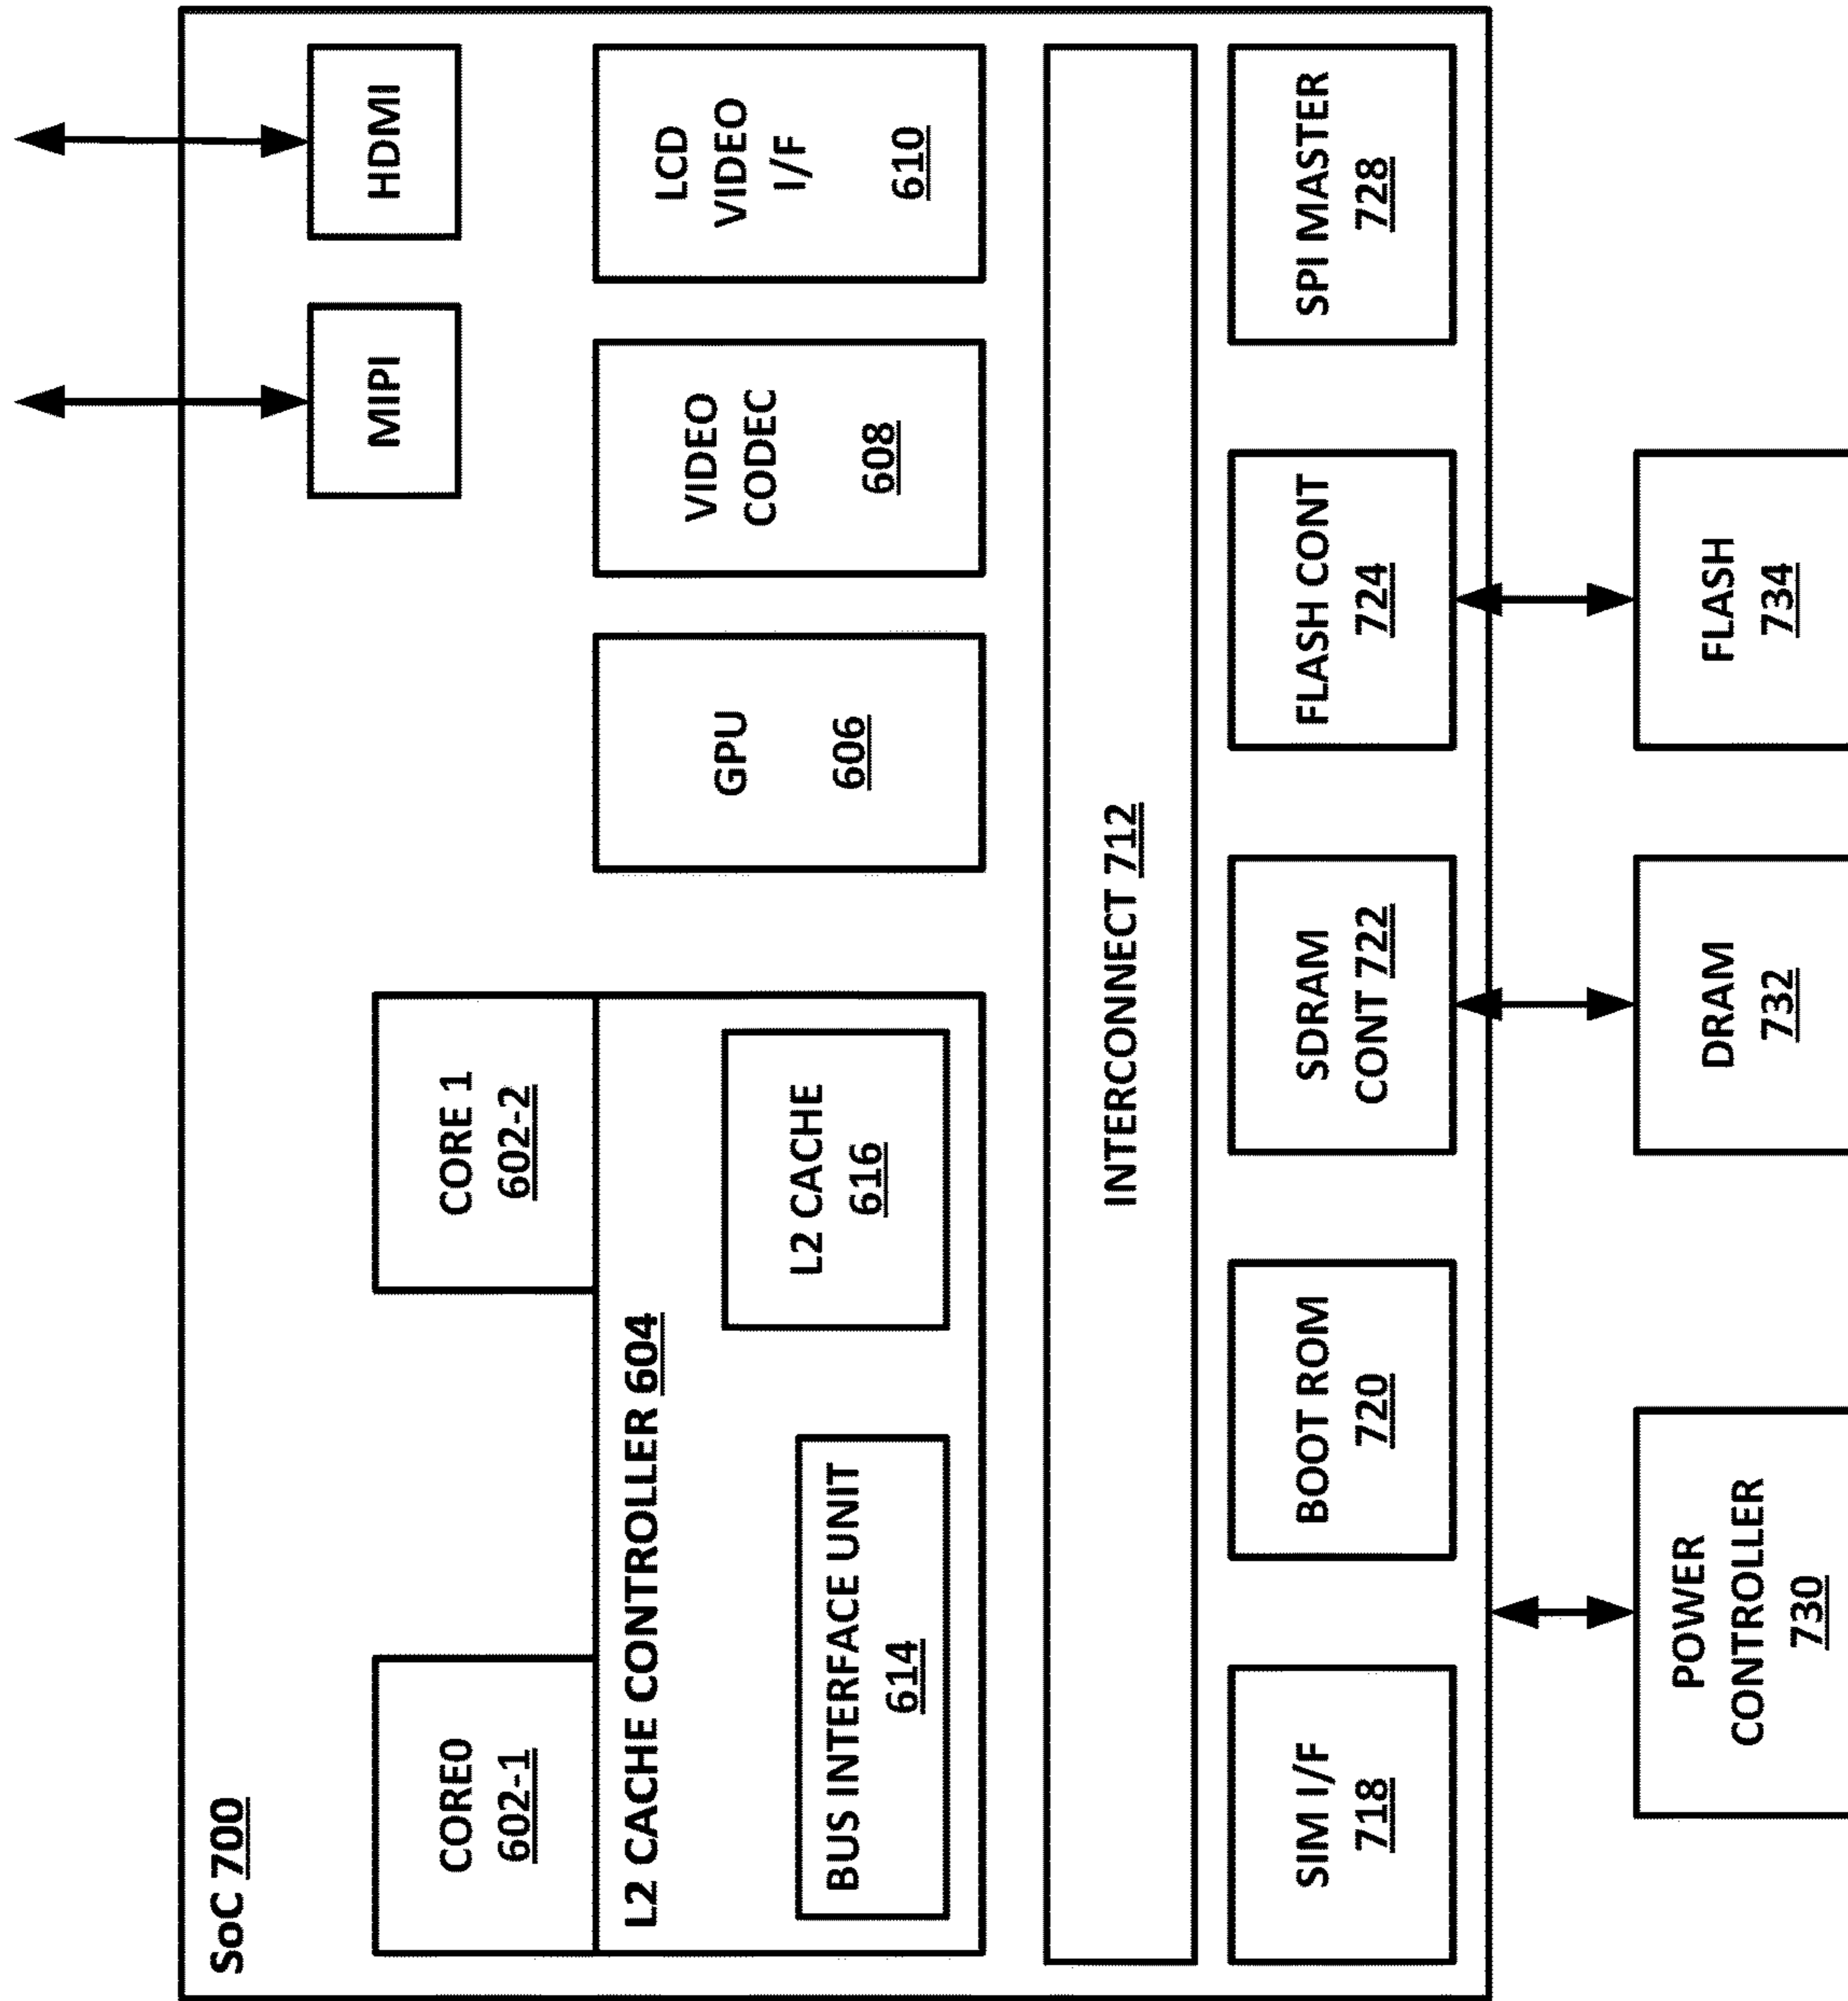 SoC 700
MIPI
HDMI
CORE0
602-1
CORE 1
602-2
L2 CACHE CONTROLLER 604
BUS INTERFACE UNIT
614
L2 CACHE
616
GPU
606
VIDEO
CODEC
608
LCD
VIDEO
I/F
610
INTERCONNECT 712
SIM I/F
718
BOOT ROM
720
SDRAM
CONT 722
FLASH CONT
724
SPI MASTER
728
POWER
CONTROLLER
730
DRAM
732
FLASH
734